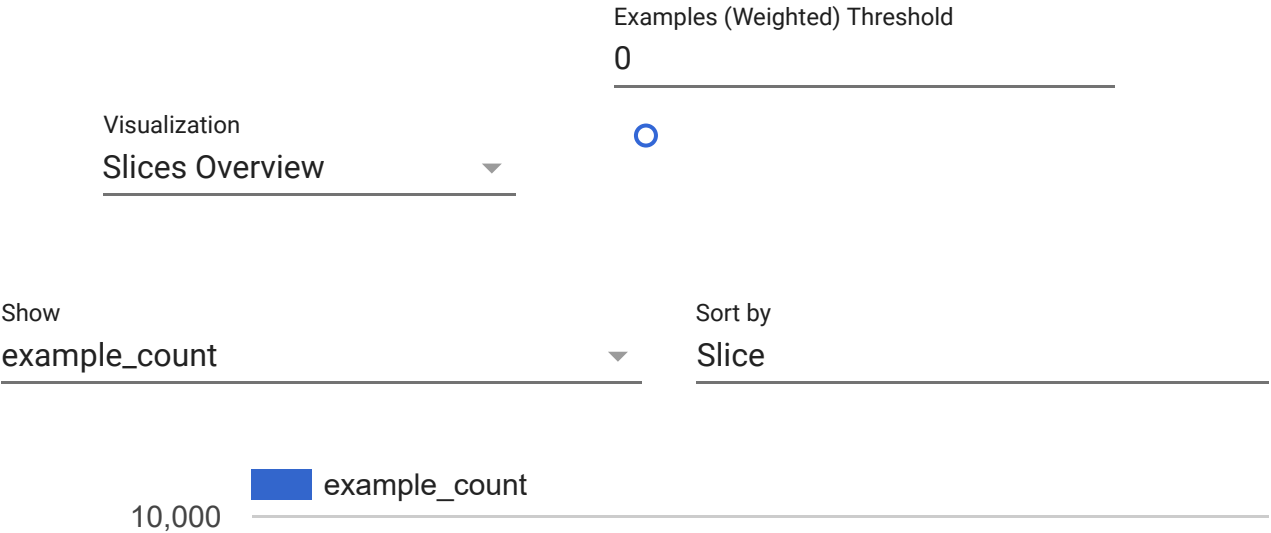 Examples (Weighted) Threshold
0
Visualization
Slices Overview
Show
example_count
Sort by
Slice
example_count
10,000